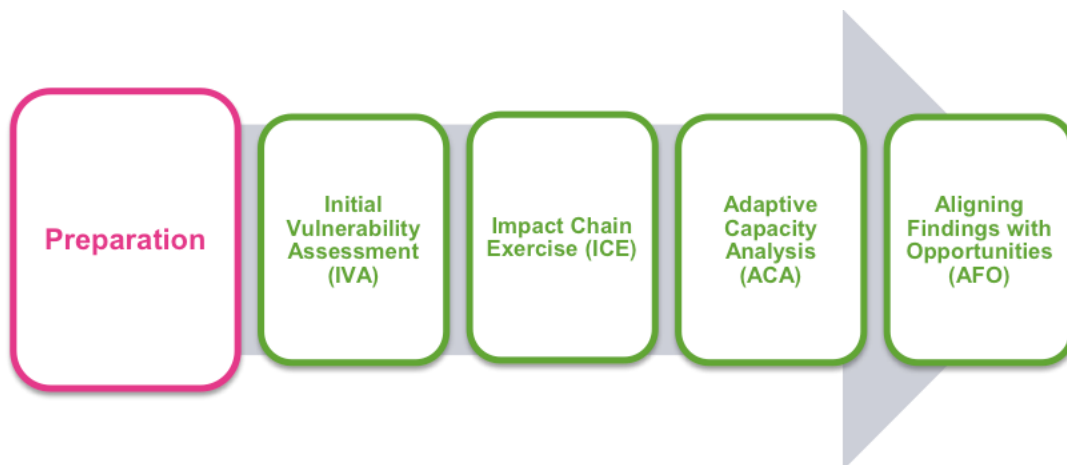 Preparation
Initial
Vulnerability
Assessment
(IVA)
Impact Chain
Exercise (ICE)
Adaptive
Capacity
Analysis
(ACA)
Aligning
Findings with
Opportunities
(AFO)